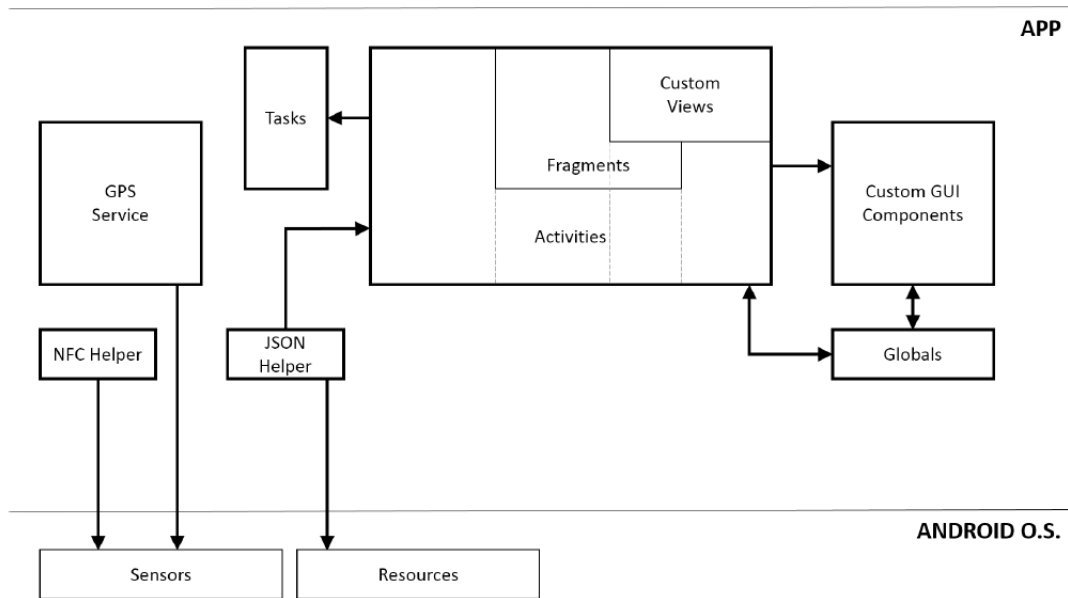 APP
Tasks
Custom
Views
GPS
Service
Fragments
Custom GUI
Components
Activities
NFC Helper
JSON
Helper
Globals
ANDROID O.S.
Sensors
Resources